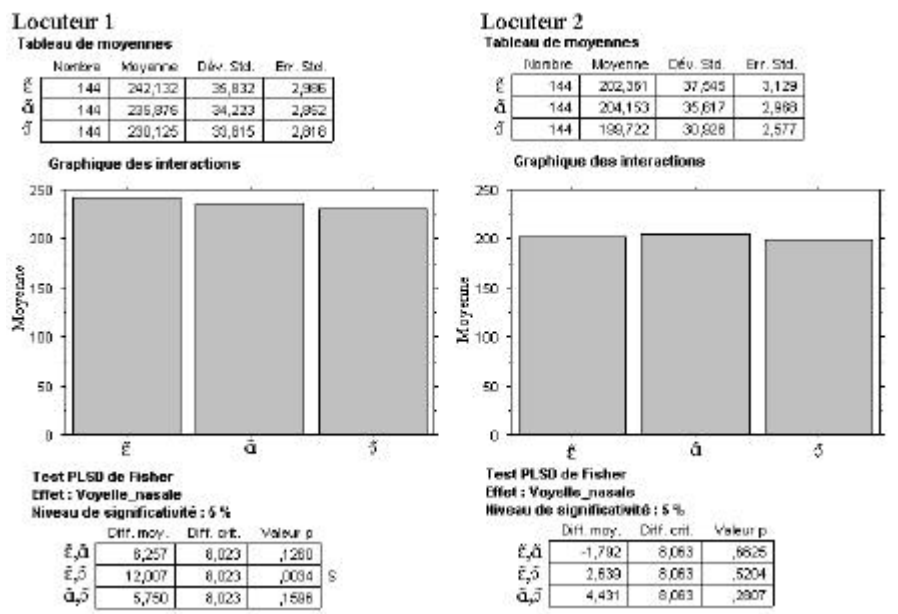 Locuteur 1
Tableau de moyennes
Nombre Moyenne Dév. Std. Err. Std.
ɛ̃ 144 242,132 35,832 2,986
ɑ̃ 144 235,875 34,223 2,852
ɔ̃ 144 230,125 33,815 2,818
Graphique des interactions
250
200
150
100
50
0
Moyenne
ɛ̃ ɑ̃ ɔ̃
Test PLSD de Fisher
Effet : Voyelle_nasale
Niveau de significativité : 5 %
Diff. moy. Diff. crit. Valeur p
ɛ̃,ɑ̃ 6,257 8,023 ,1260
ɛ̃,ɔ̃ 12,007 8,023 ,0034 S
ɑ̃,ɔ̃ 5,750 8,023 ,1596
Locuteur 2
Tableau de moyennes
Nombre Moyenne Dév. Std. Err. Std.
ɛ̃ 144 202,361 37,545 3,129
ɑ̃ 144 204,153 35,617 2,968
ɔ̃ 144 199,722 30,928 2,577
Graphique des interactions
250
200
150
100
50
0
Moyenne
ɛ̃ ɑ̃ ɔ̃
Test PLSD de Fisher
Effet : Voyelle_nasale
Niveau de significativité : 5 %
Diff. moy. Diff. crit. Valeur p
ɛ̃,ɑ̃ -1,792 8,063 ,6625
ɛ̃,ɔ̃ 2,639 8,063 ,5204
ɑ̃,ɔ̃ 4,431 8,063 ,2807